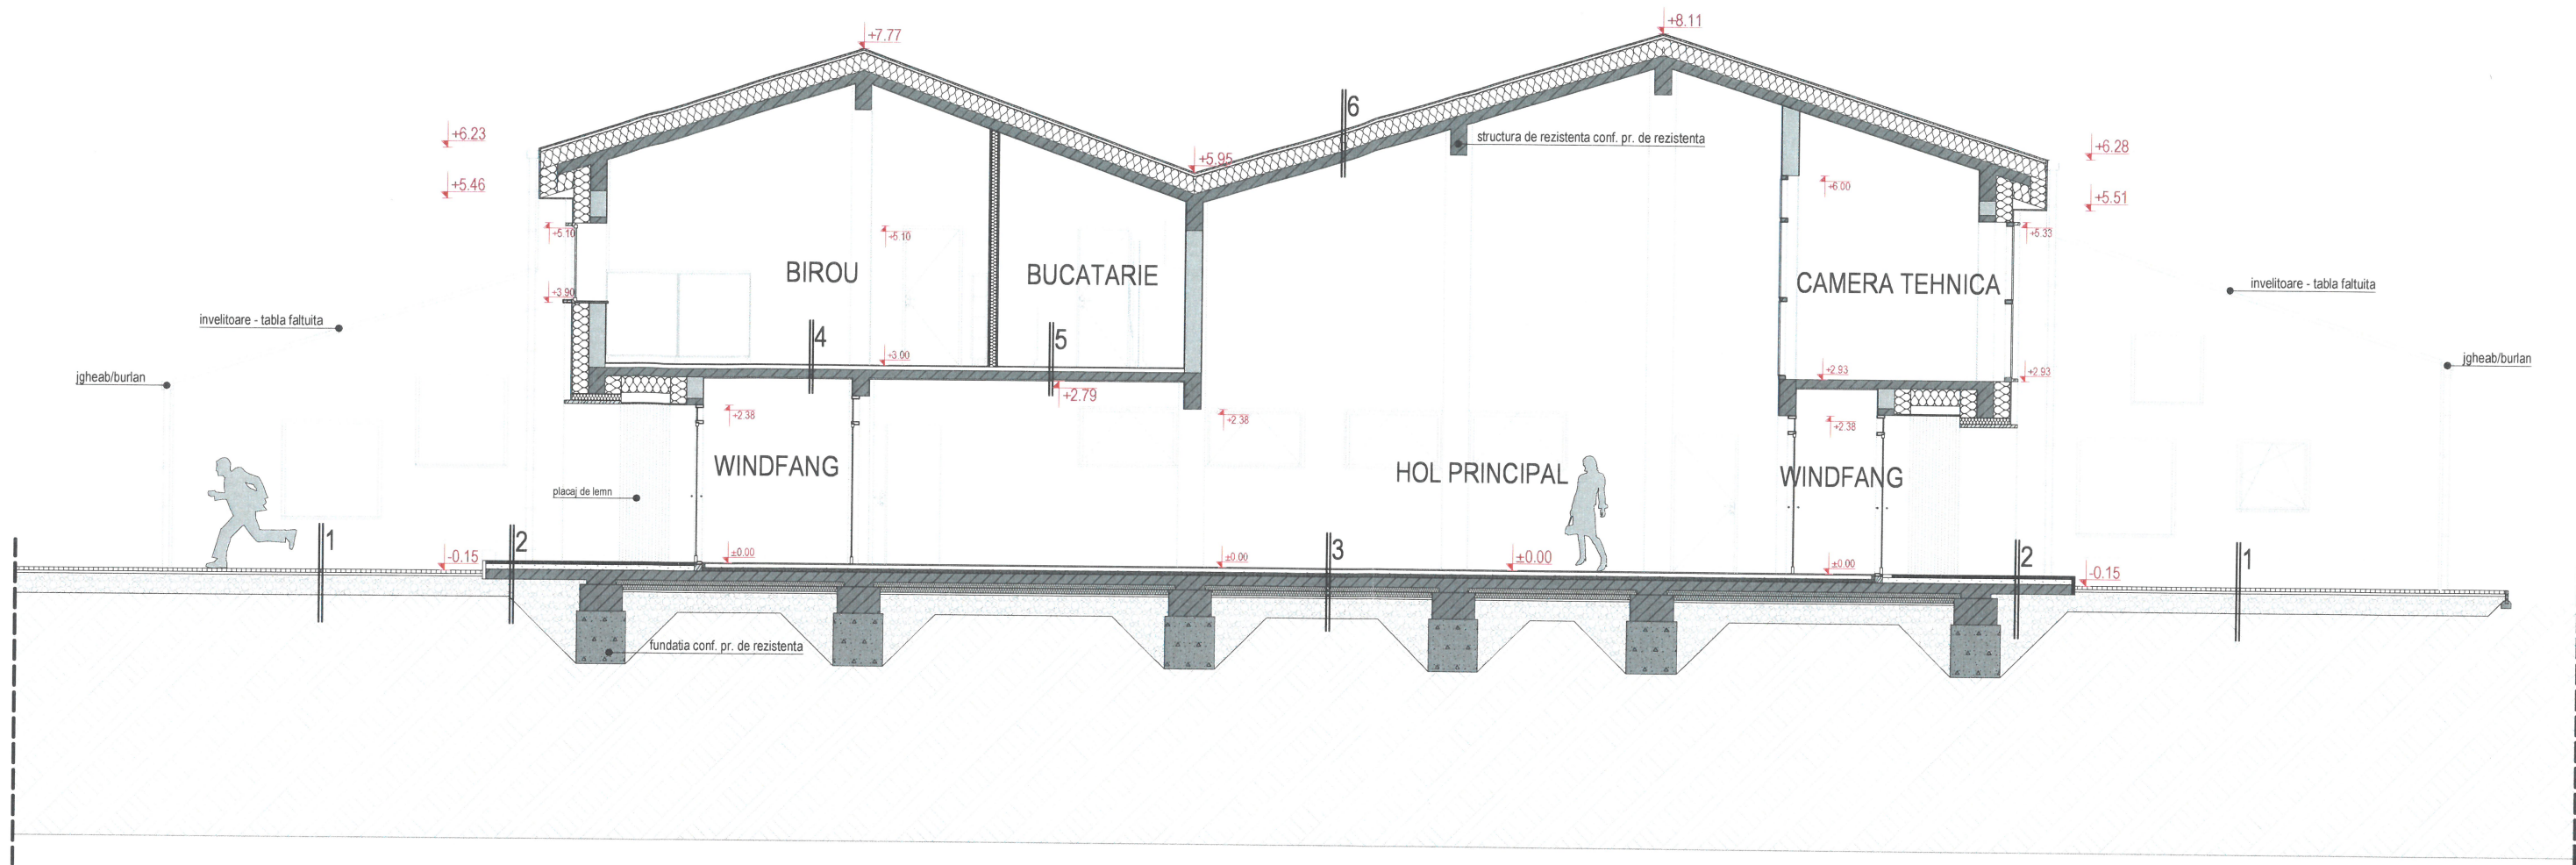 +7.77
+8.11
+6.23
6
structura de rezistenta conf. pr. de rezistenta
+6.28
+5.95
+5.46
+6.00
+5.51
+5.10
+5.10
+5.33
BIROU
BUCATARIE
CAMERA TEHNICA
+3.90
invelitoare - tabla faltuita
invelitoare - tabla faltuita
4
5
+3.00
jgheab/burlan
jgheab/burlan
+2.93
+2.93
+2.79
+2.38
+2.38
+2.38
WINDFANG
HOL PRINCIPAL
WINDFANG
placaj de lemn
1
2
-0.15
±0.00
±0.00
3
±0.00
±0.00
2
1
-0.15
fundatia conf. pr. de rezistenta